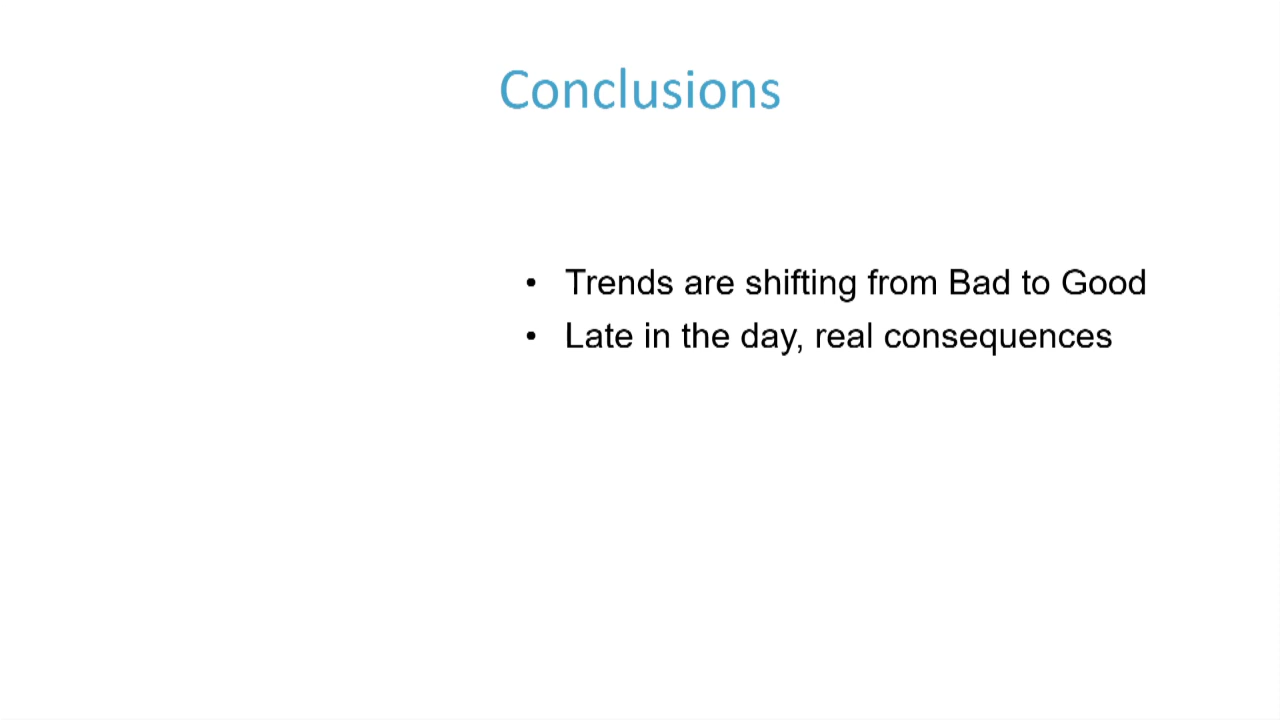 Conclusions
• Trends are shifting from Bad to Good
• Late in the day, real consequences